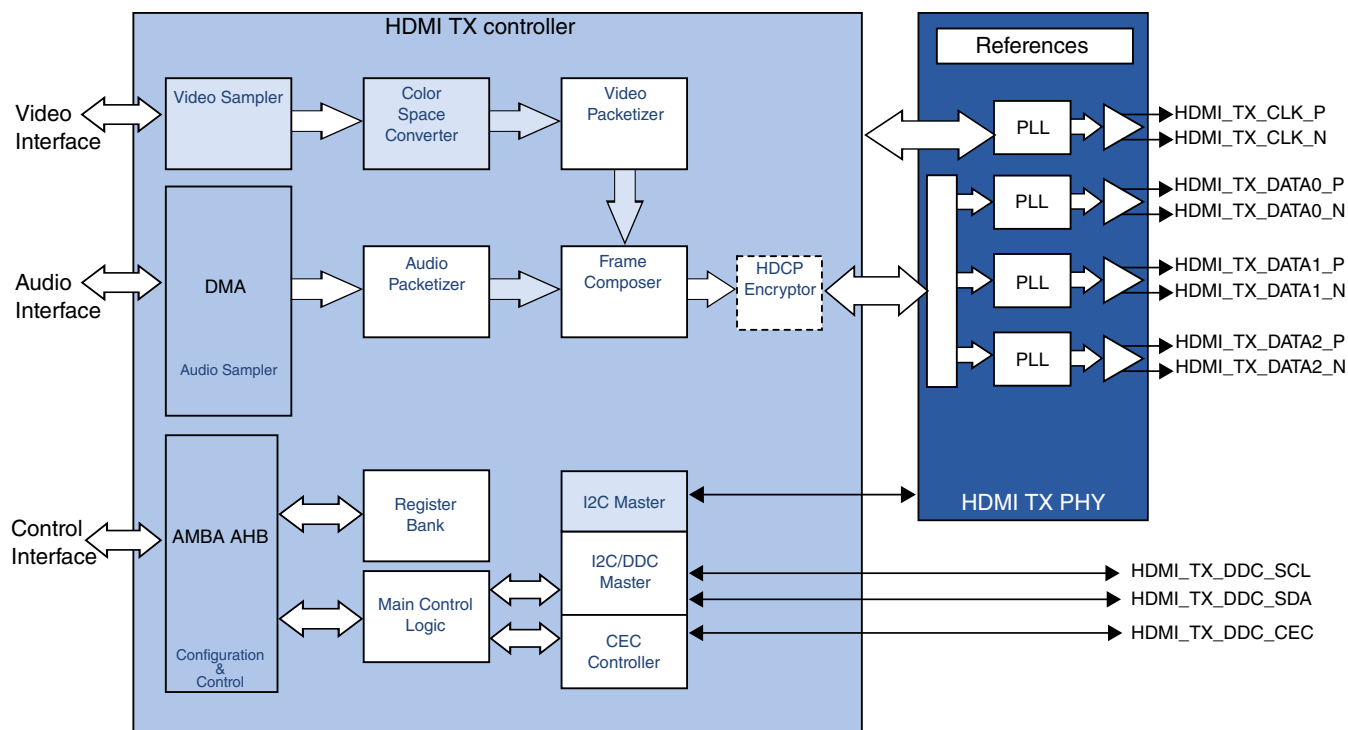 HDMI TX controller
References
Video
Interface
Video Sampler
Color
Space
Converter
Video
Packetizer
PLL
HDMI_TX_CLK_P
HDMI_TX_CLK_N
PLL
HDMI_TX_DATA0_P
HDMI_TX_DATA0_N
Audio
Interface
DMA
Audio Sampler
Audio
Packetizer
Frame
Composer
HDCP
Encryptor
PLL
HDMI_TX_DATA1_P
HDMI_TX_DATA1_N
PLL
HDMI_TX_DATA2_P
HDMI_TX_DATA2_N
HDMI TX PHY
Control
Interface
AMBA AHB
Configuration
&
Control
Register
Bank
Main Control
Logic
I2C Master
I2C/DDC
Master
CEC
Controller
HDMI_TX_DDC_SCL
HDMI_TX_DDC_SDA
HDMI_TX_DDC_CEC